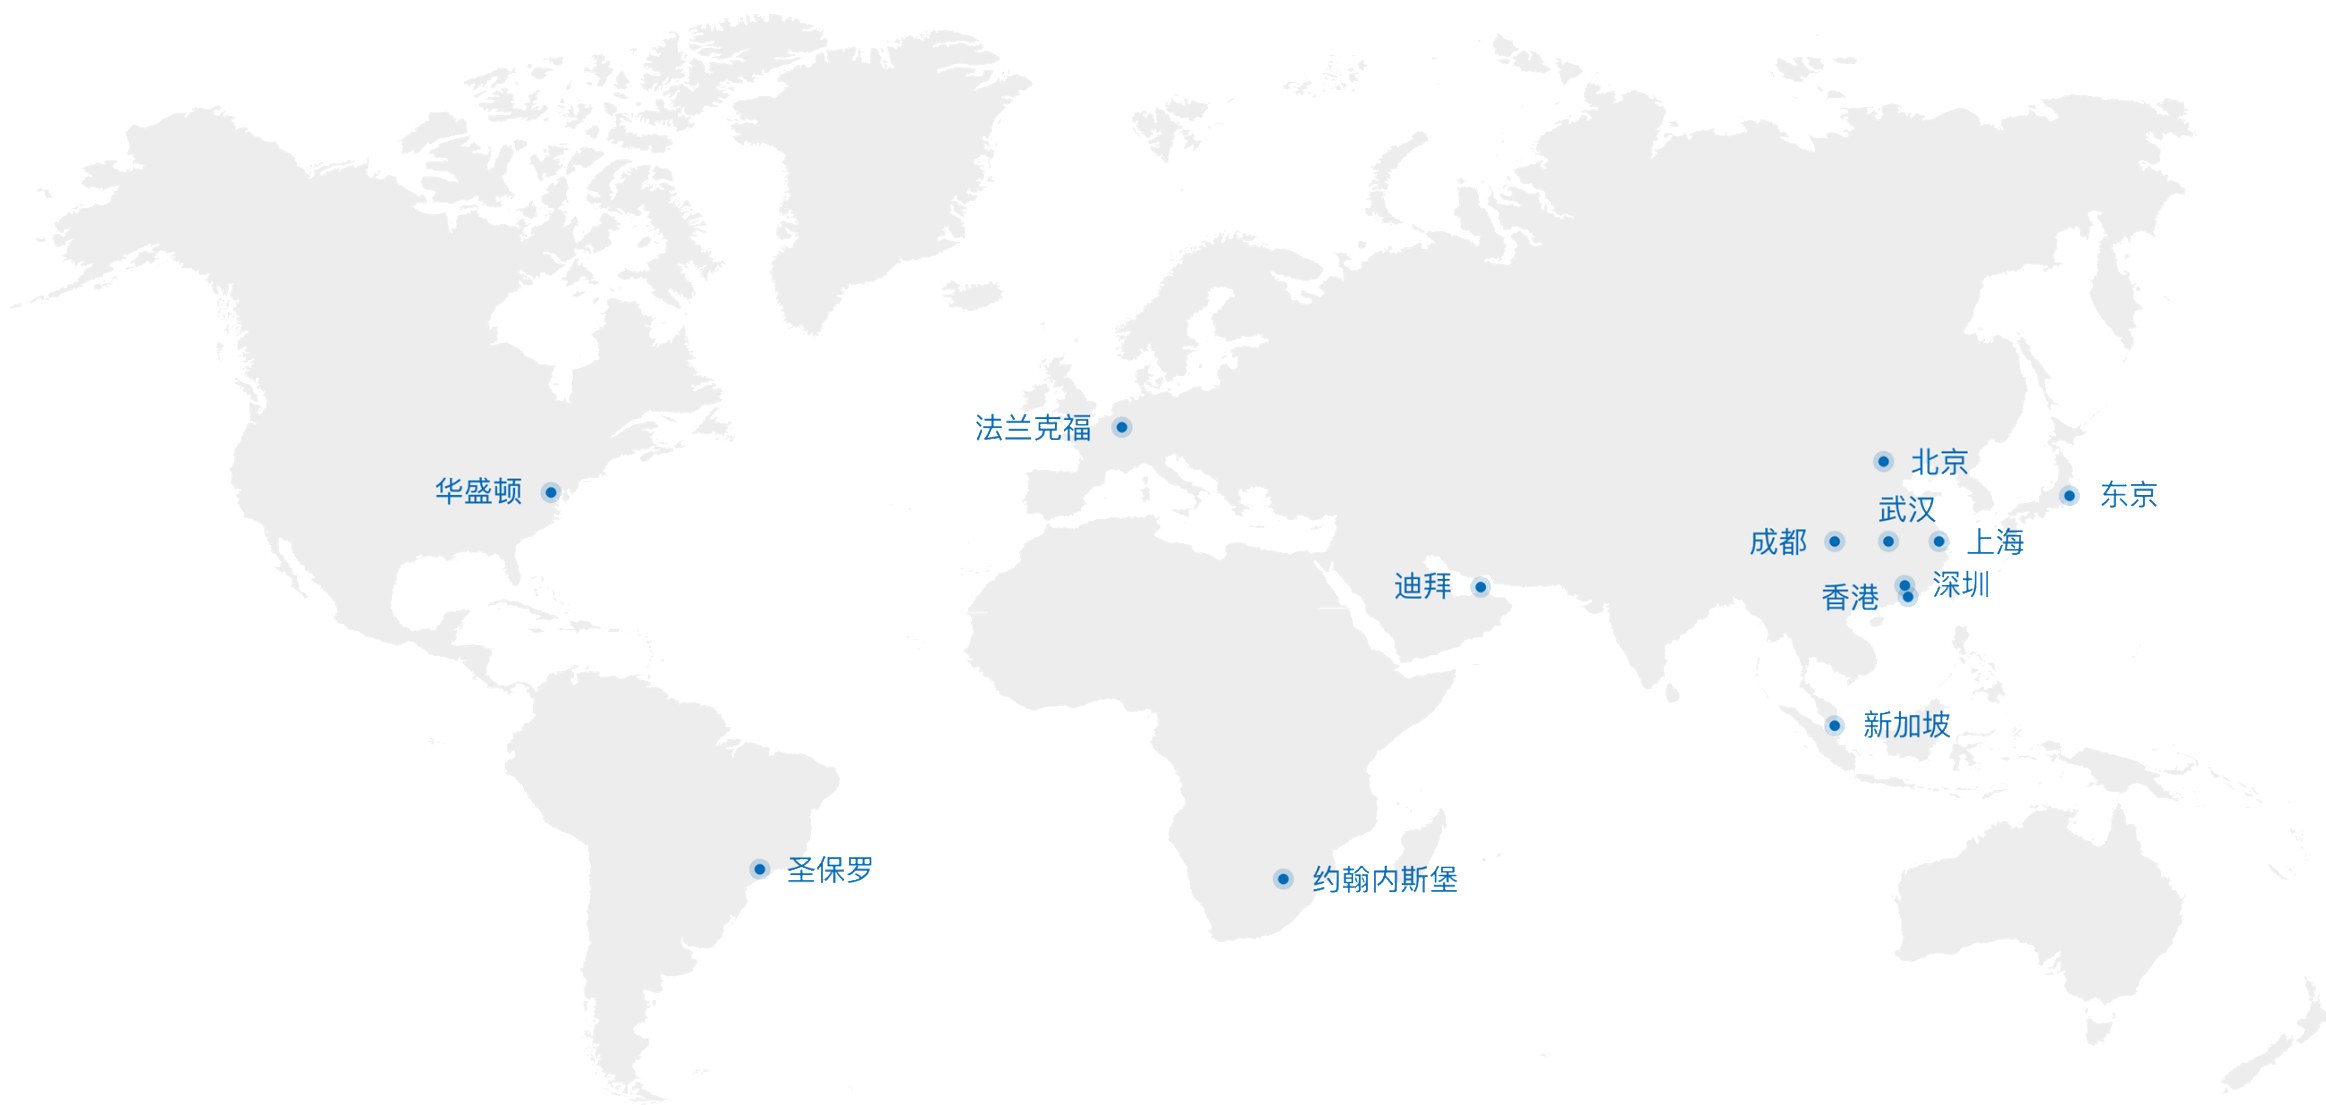 法兰克福
北京
华盛顿
东京
武汉
成都
上海
迪拜
深圳
香港
新加坡
圣保罗
约翰内斯堡